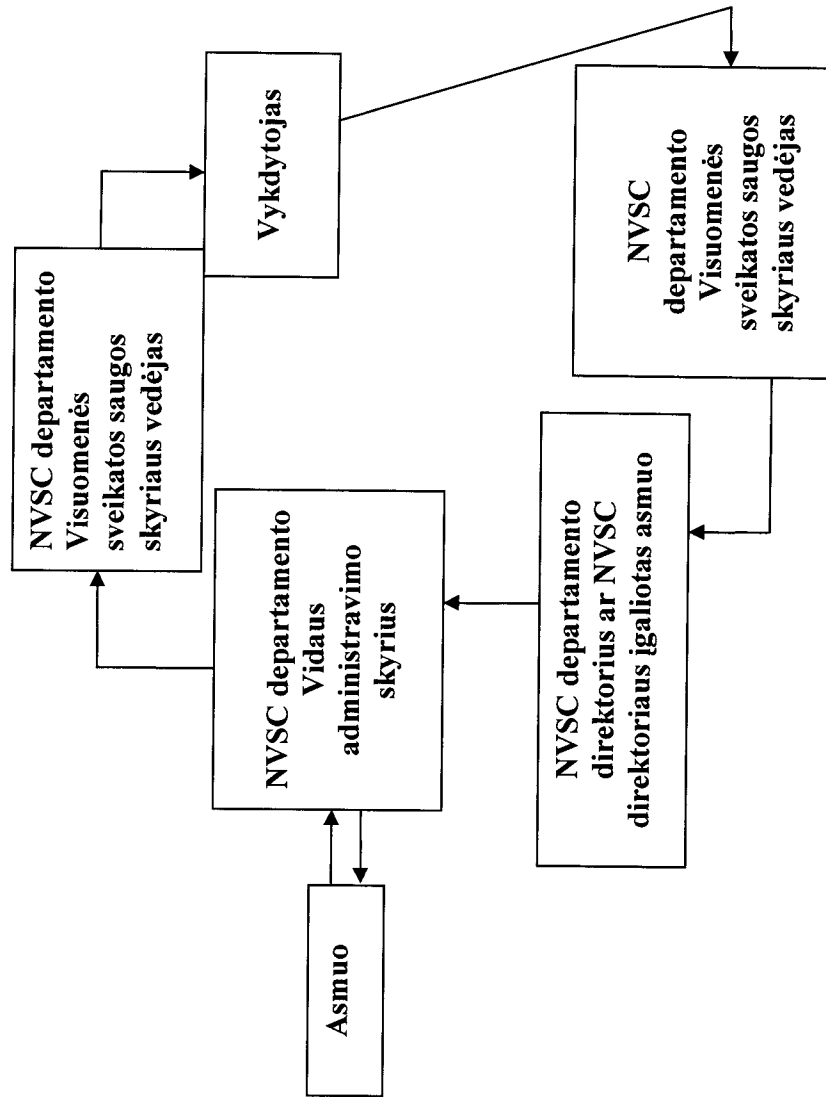 Asmuo
NVSC departamento
Vidaus
administravimo
skyrius
NVSC departamento
Visuomenės
sveikatos saugos
skyriaus vedėjas
Vykdytojas
NVSC
departamento
Visuomenės
sveikatos saugos
skyriaus vedėjas
NVSC departamento
direktorius ar NVSC
direktoriaus įgaliotas asmuo